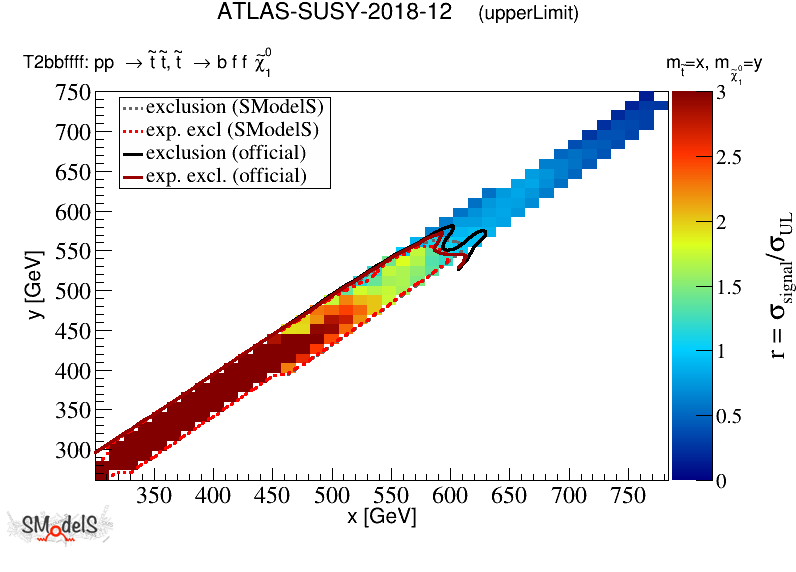 ATLAS-SUSY-2018-12 (upperLimit)
T2bbffff: pp → t̃ t̃, t̃ → b f f χ̃⁰₁
m_t̃=x, m_χ̃⁰₁=y
exclusion (SModelS)
exp. excl (SModelS)
exclusion (official)
exp. excl. (official)
750
700
650
600
550
500
450
400
350
300
y [GeV]
350 400 450 500 550 600 650 700 750
x [GeV]
3
2.5
2
1.5
1
0.5
0
r = σ_signal/σ_UL
SModelS